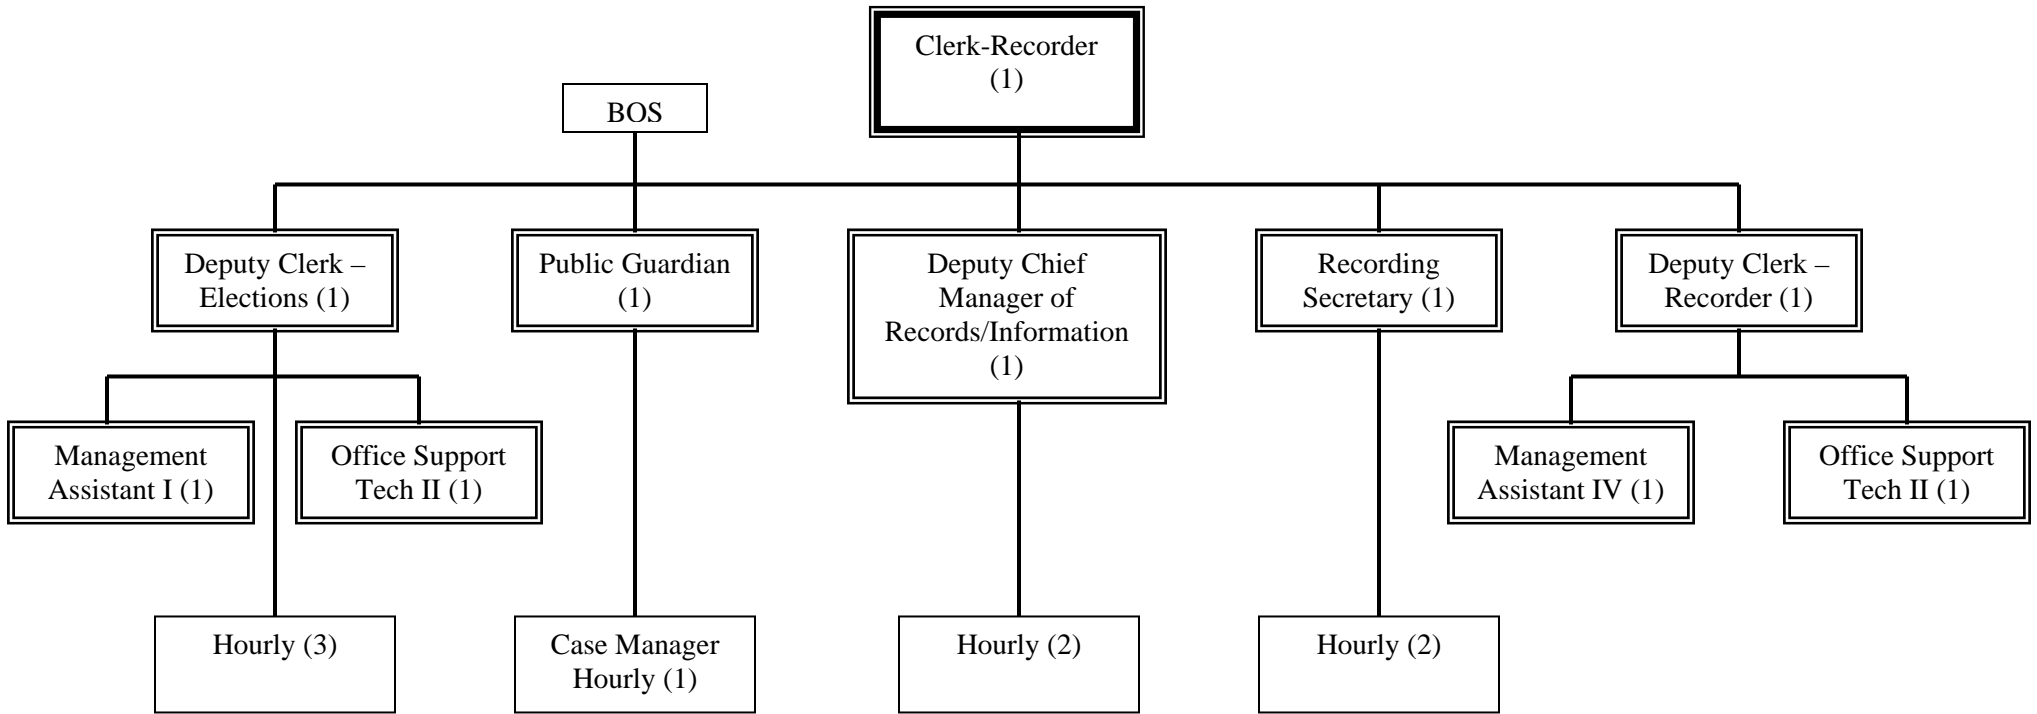 Clerk-Recorder
(1)
BOS
Deputy Clerk –
Elections (1)
Public Guardian
(1)
Deputy Chief
Manager of
Records/Information
(1)
Recording
Secretary (1)
Deputy Clerk –
Recorder (1)
Management
Assistant I (1)
Office Support
Tech II (1)
Management
Assistant IV (1)
Office Support
Tech II (1)
Hourly (3)
Case Manager
Hourly (1)
Hourly (2)
Hourly (2)